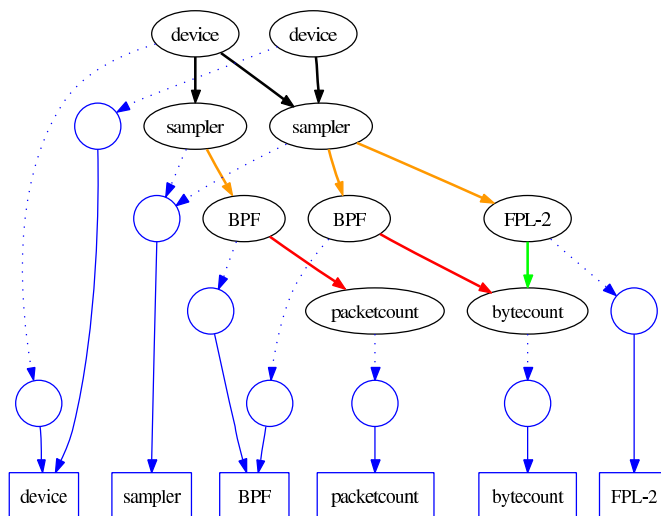 device
device
sampler
sampler
BPF
BPF
FPL-2
packetcount
bytecount
device
sampler
BPF
packetcount
bytecount
FPL-2